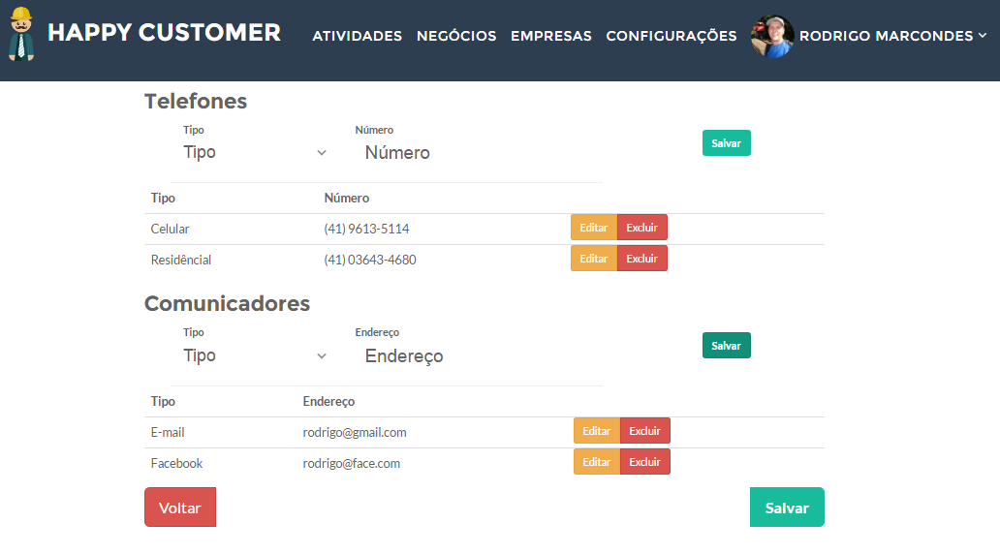 HAPPY CUSTOMER ATIVIDADES NEGÓCIOS EMPRESAS CONFIGURAÇÕES RODRIGO MARCONDES
Telefones
Tipo Número
Tipo Número Salvar
Tipo Número
Celular (41) 9613-5114 Editar Excluir
Residêncial (41) 03643-4680 Editar Excluir
Comunicadores
Tipo Endereço
Tipo Endereço Salvar
Tipo Endereço
E-mail rodrigo@gmail.com Editar Excluir
Facebook rodrigo@face.com Editar Excluir
Voltar Salvar